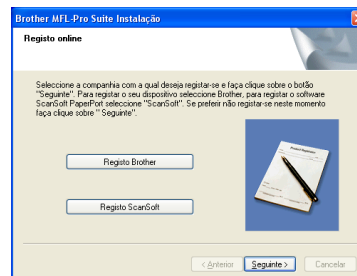 Brother MFL-Pro Suite Instalação
Registo online
Seleccione a companhia com a qual deseja registar-se e faça clique sobre o botão
"Seguinte". Para registar o seu dispositivo seleccione Brother, para registar o software
ScanSoft PaperPort seleccione "ScanSoft". Se preferir não registar-se neste momento
faça clique sobre " Seguinte".
Registo Brother
Registo ScanSoft
< Anterior
Seguinte >
Cancelar